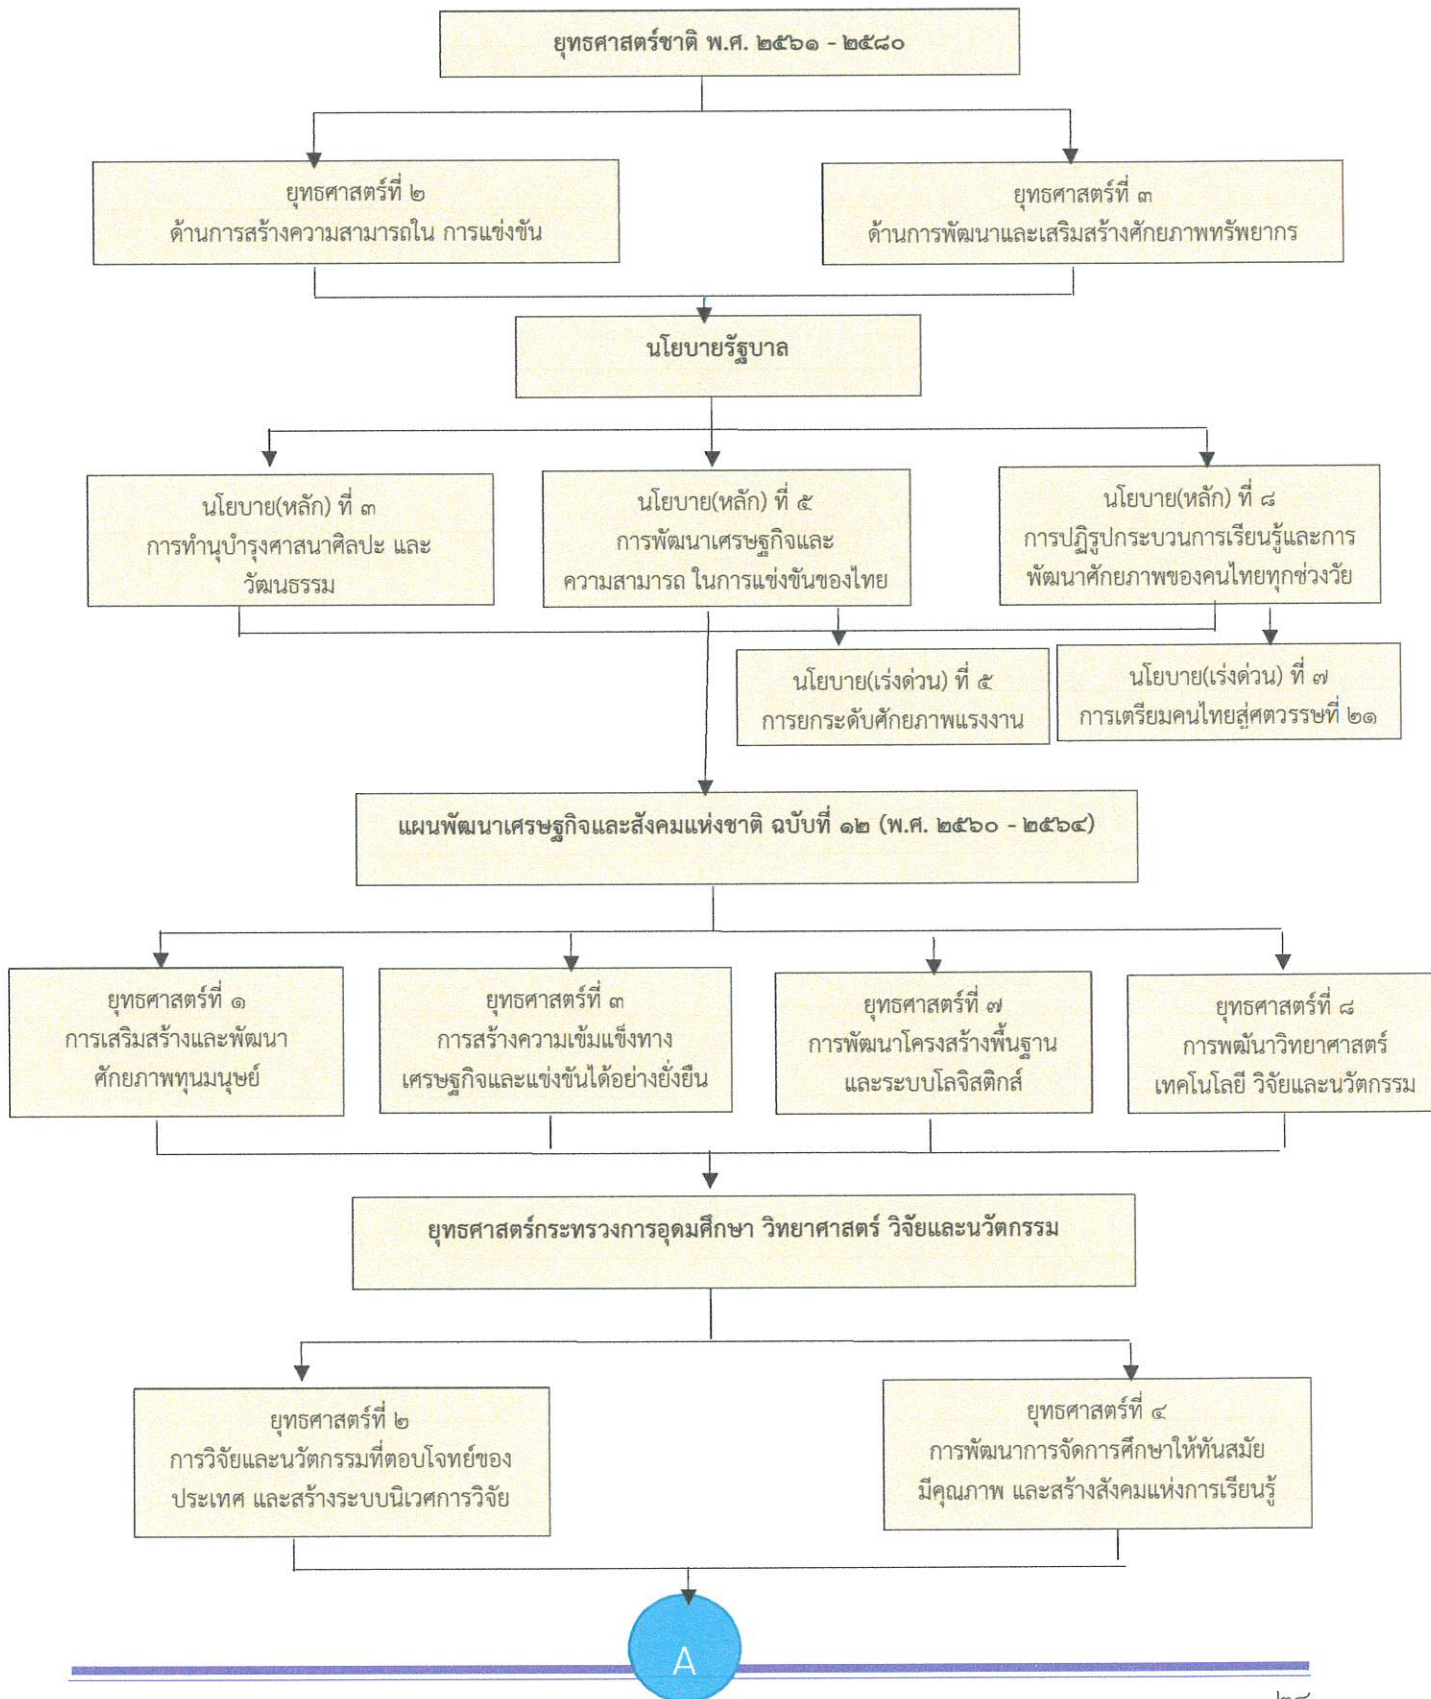 ยุทธศาสตร์ชาติ พ.ศ. ๒๕๖๑ - ๒๕๘๐
ยุทธศาสตร์ที่ ๒
ด้านการสร้างความสามารถใน การแข่งขัน
ยุทธศาสตร์ที่ ๓
ด้านการพัฒนาและเสริมสร้างศักยภาพทรัพยากร
นโยบายรัฐบาล
นโยบาย(หลัก) ที่ ๓
การทำนุบำรุงศาสนาศิลปะ และ
วัฒนธรรม
นโยบาย(หลัก) ที่ ๕
การพัฒนาเศรษฐกิจและ
ความสามารถ ในการแข่งขันของไทย
นโยบาย(หลัก) ที่ ๘
การปฏิรูปกระบวนการเรียนรู้และการ
พัฒนาศักยภาพของคนไทยทุกช่วงวัย
นโยบาย(เร่งด่วน) ที่ ๕
การยกระดับศักยภาพแรงงาน
นโยบาย(เร่งด่วน) ที่ ๗
การเตรียมคนไทยสู่ศตวรรษที่ ๒๑
แผนพัฒนาเศรษฐกิจและสังคมแห่งชาติ ฉบับที่ ๑๒ (พ.ศ. ๒๕๖๐ - ๒๕๖๔)
ยุทธศาสตร์ที่ ๑
การเสริมสร้างและพัฒนา
ศักยภาพทุนมนุษย์
ยุทธศาสตร์ที่ ๓
การสร้างความเข้มแข็งทาง
เศรษฐกิจและแข่งขันได้อย่างยั่งยืน
ยุทธศาสตร์ที่ ๗
การพัฒนาโครงสร้างพื้นฐาน
และระบบโลจิสติกส์
ยุทธศาสตร์ที่ ๘
การพฒันาวิทยาศาสตร์
เทคโนโลยี วิจัยและนวัตกรรม
ยุทธศาสตร์กระทรวงการอุดมศึกษา วิทยาศาสตร์ วิจัยและนวัตกรรม
ยุทธศาสตร์ที่ ๒
การวิจัยและนวัตกรรมที่ตอบโจทย์ของ
ประเทศ และสร้างระบบนิเวศการวิจัย
ยุทธศาสตร์ที่ ๔
การพัฒนาการจัดการศึกษาให้ทันสมัย
มีคุณภาพ และสร้างสังคมแห่งการเรียนรู้
A